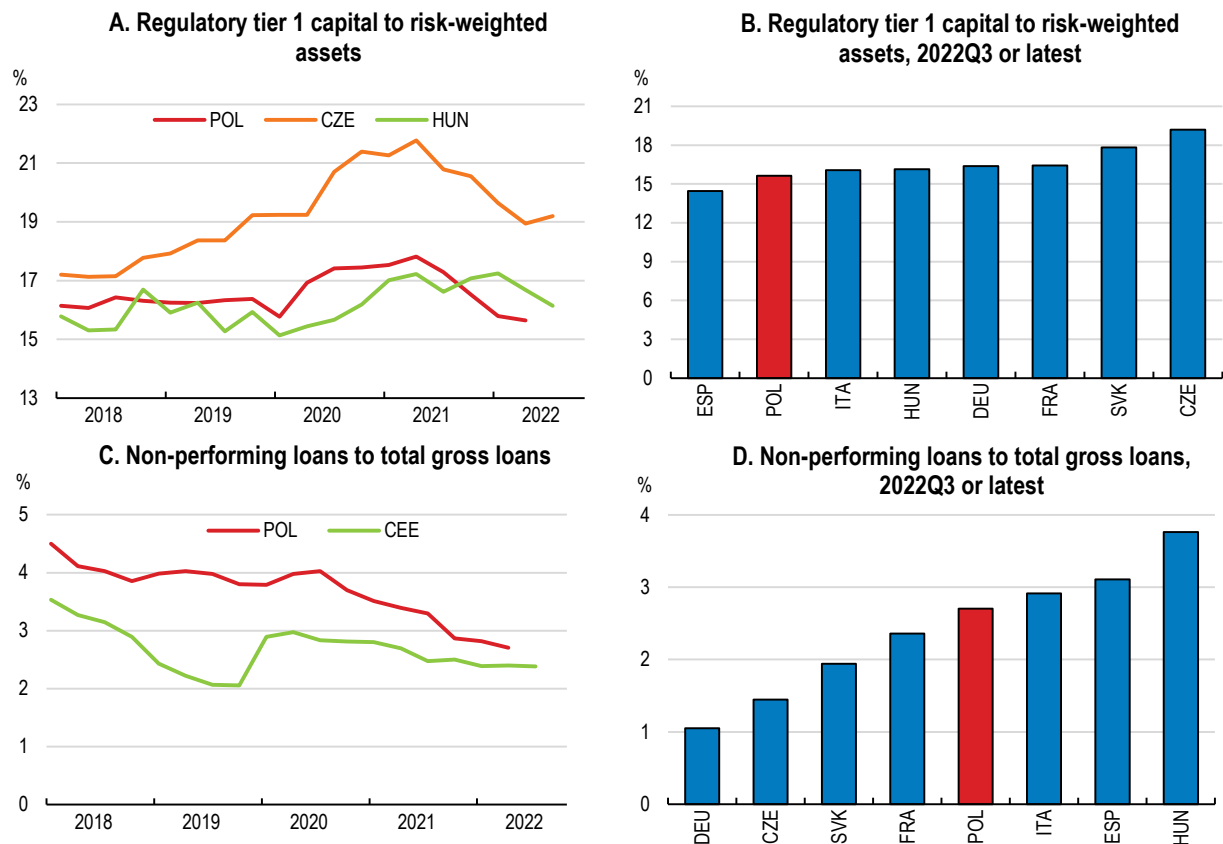 A. Regulatory tier 1 capital to risk-weighted
assets
%
23
21
19
17
15
13
POL CZE HUN
2018 2019 2020 2021 2022
B. Regulatory tier 1 capital to risk-weighted
assets, 2022Q3 or latest
%
21
18
15
12
9
6
3
0
ESP POL ITA HUN DEU FRA SVK CZE
C. Non-performing loans to total gross loans
%
5
4
3
2
1
0
POL CEE
2018 2019 2020 2021 2022
D. Non-performing loans to total gross loans,
2022Q3 or latest
%
4
3
2
1
0
DEU CZE SVK FRA POL ITA ESP HUN